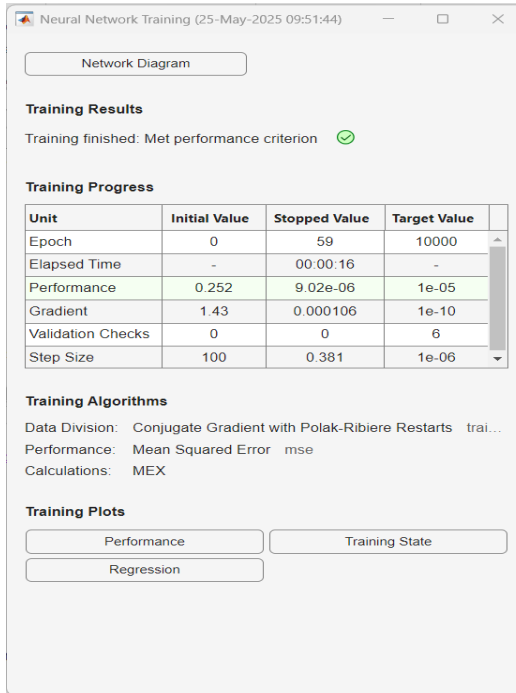 Neural Network Training (25-May-2025 09:51:44)
Network Diagram
Training Results
Training finished: Met performance criterion
Training Progress
Unit Initial Value Stopped Value Target Value
Epoch 0 59 10000
Elapsed Time - 00:00:16 -
Performance 0.252 9.02e-06 1e-05
Gradient 1.43 0.000106 1e-10
Validation Checks 0 0 6
Step Size 100 0.381 1e-06
Training Algorithms
Data Division: Conjugate Gradient with Polak-Ribiere Restarts trai...
Performance: Mean Squared Error mse
Calculations: MEX
Training Plots
Performance Training State
Regression